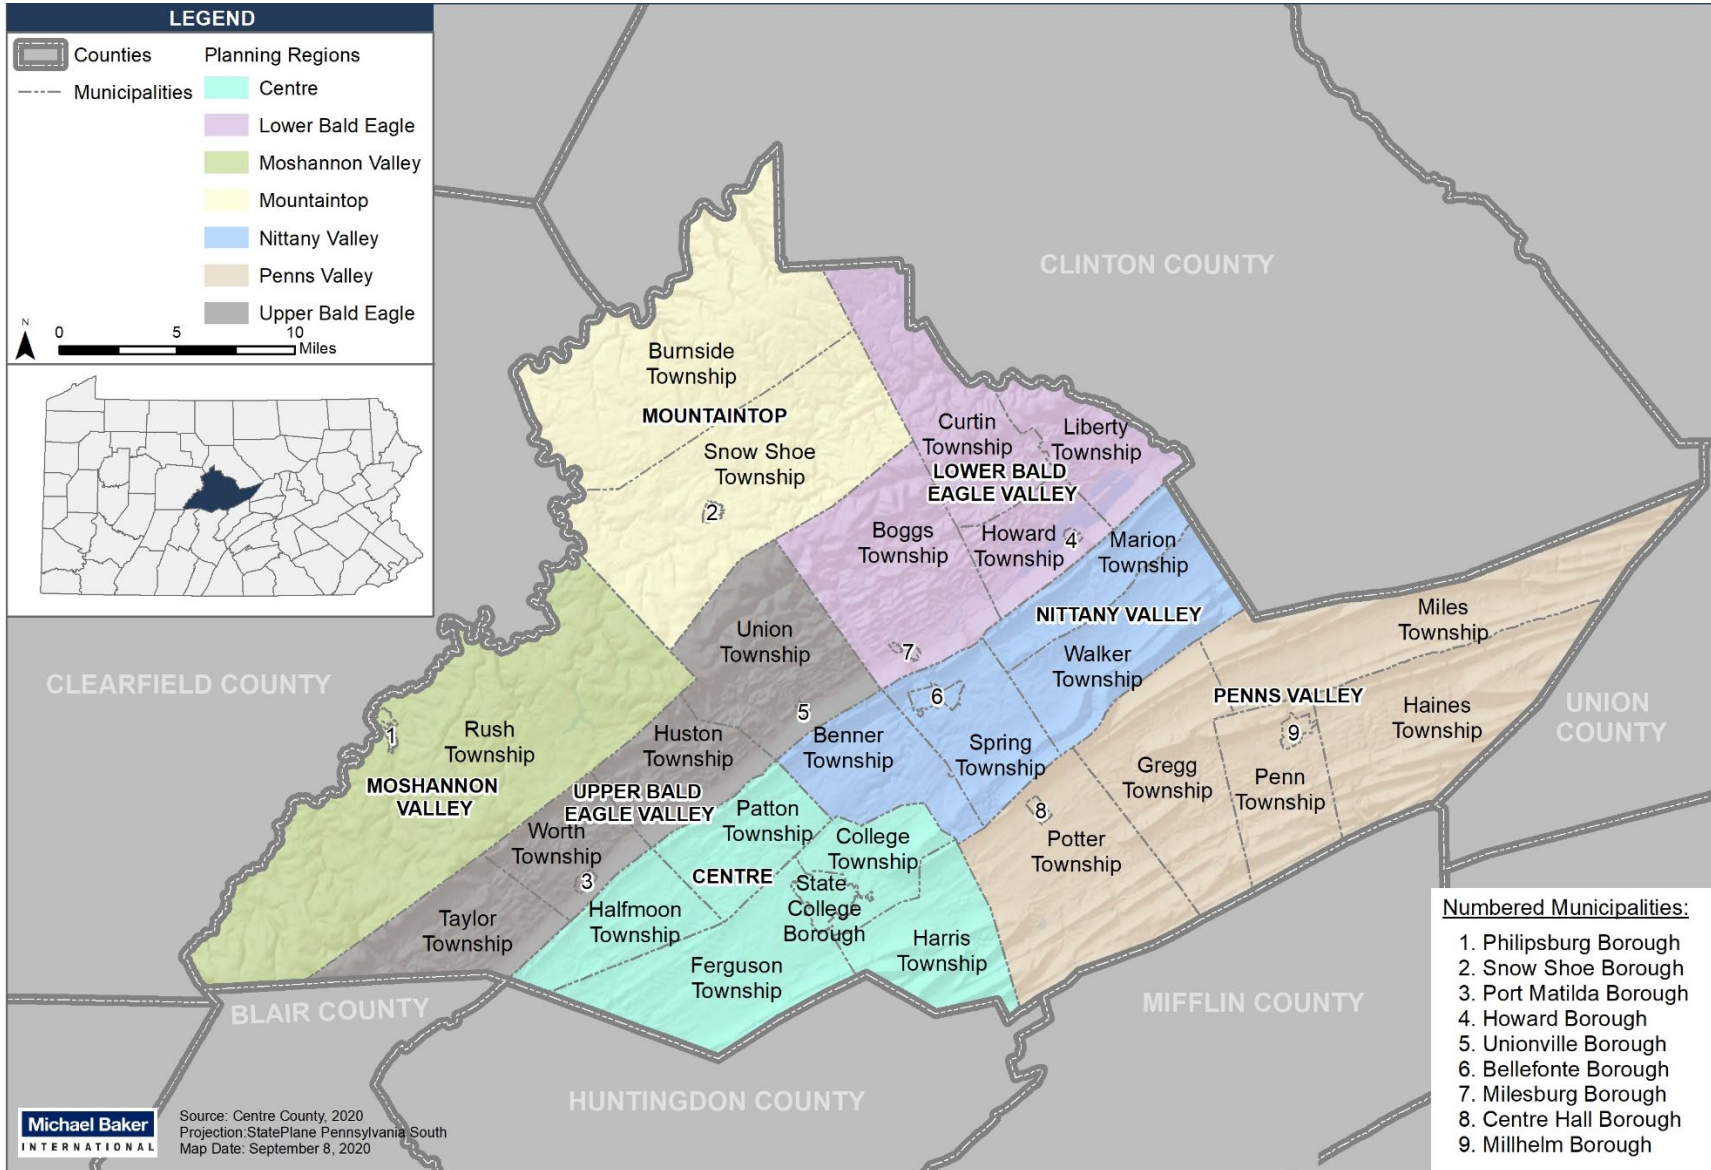 LEGEND
Counties
Municipalities
Planning Regions
Centre
Lower Bald Eagle
Moshannon Valley
Mountaintop
Nittany Valley
Penns Valley
Upper Bald Eagle
N
0 5 10
Miles
CLINTON COUNTY
Burnside
Township
MOUNTAINTOP
Snow Shoe
Township
2
Curtin
Township
Liberty
Township
LOWER BALD
EAGLE VALLEY
Boggs
Township
Howard
Township
4
Marion
Township
NITTANY VALLEY
Miles
Township
Union
Township
7
Walker
Township
CLEARFIELD COUNTY
6
PENNS VALLEY
UNION
COUNTY
5
Haines
Township
1
Rush
Township
Huston
Township
Benner
Township
Spring
Township
9
MOSHANNON
VALLEY
UPPER BALD
EAGLE VALLEY
Gregg
Township
Penn
Township
Patton
Township
8
Worth
Township
College
Township
Potter
Township
3
CENTRE
State
College
Borough
Taylor
Township
Halfmoon
Township
Harris
Township
Ferguson
Township
BLAIR COUNTY
MIFFLIN COUNTY
HUNTINGDON COUNTY
Numbered Municipalities:
1. Philipsburg Borough
2. Snow Shoe Borough
3. Port Matilda Borough
4. Howard Borough
5. Unionville Borough
6. Bellefonte Borough
7. Milesburg Borough
8. Centre Hall Borough
9. Millhelm Borough
Michael Baker
INTERNATIONAL
Source: Centre County, 2020
Projection:StatePlane Pennsylvania South
Map Date: September 8, 2020